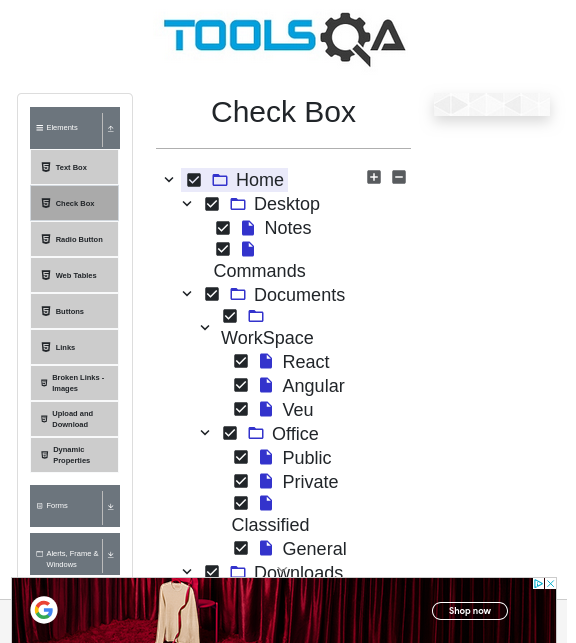 TOOLSQA
Elements
Text Box
Check Box
Radio Button
Web Tables
Buttons
Links
Broken Links -
Images
Upload and
Download
Dynamic
Properties
Forms
Alerts, Frame &
Windows
Check Box
Home
Desktop
Notes
Commands
Documents
WorkSpace
React
Angular
Veu
Office
Public
Private
Classified
General
Downloads
G
Shop now